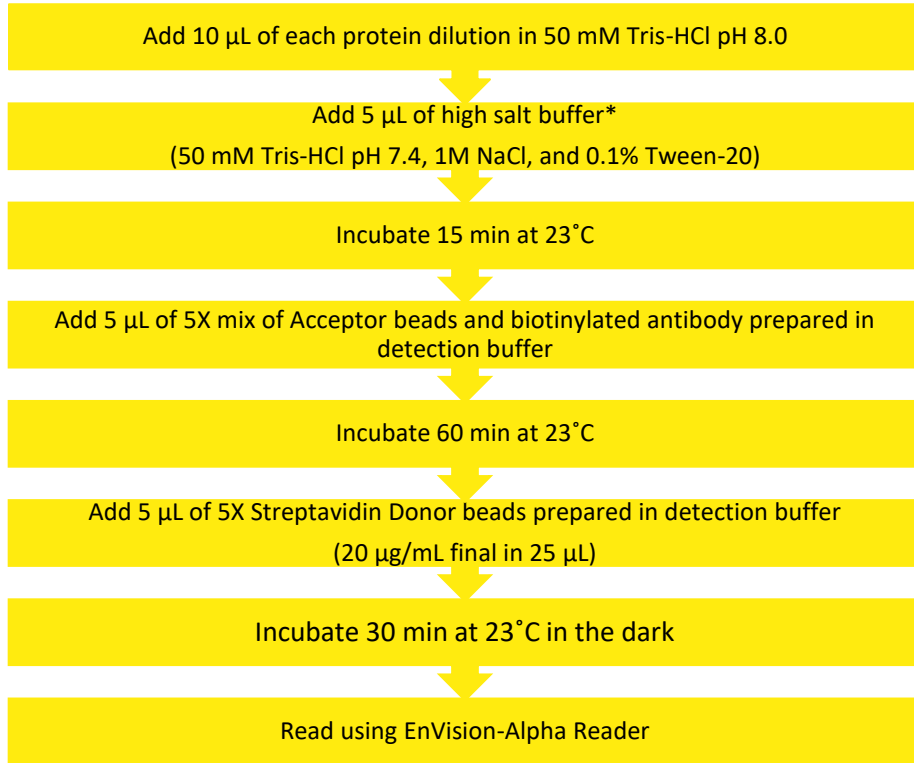 Add 10 µL of each protein dilution in 50 mM Tris-HCl pH 8.0
Add 5 µL of high salt buffer*
(50 mM Tris-HCl pH 7.4, 1M NaCl, and 0.1% Tween-20)
Incubate 15 min at 23˚C
Add 5 µL of 5X mix of Acceptor beads and biotinylated antibody prepared in
detection buffer
Incubate 60 min at 23˚C
Add 5 µL of 5X Streptavidin Donor beads prepared in detection buffer
(20 µg/mL final in 25 µL)
Incubate 30 min at 23˚C in the dark
Read using EnVision-Alpha Reader